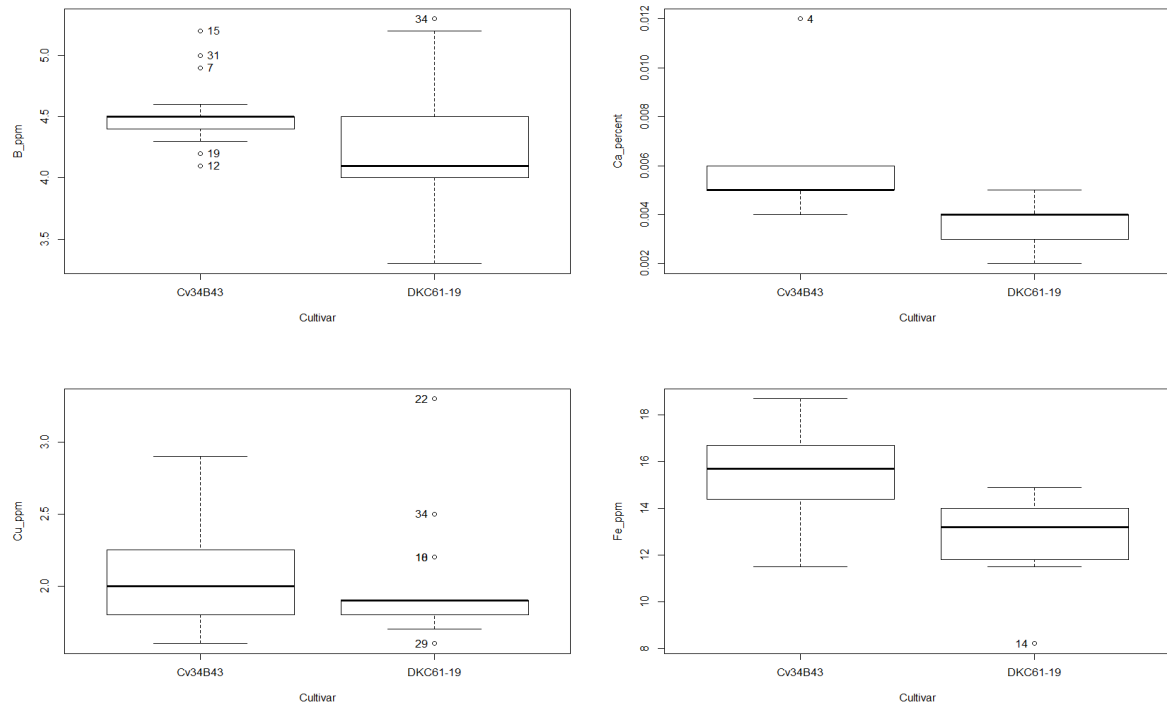 B_ppm
5.0
4.5
4.0
3.5
15
31
7
19
12
34
Cv34B43 DKC61-19
Cultivar
Ca_percent
0.012
0.010
0.008
0.006
0.004
0.002
4
Cv34B43 DKC61-19
Cultivar
Cu_ppm
3.0
2.5
2.0
22
34
29
Cv34B43 DKC61-19
Cultivar
Fe_ppm
18
16
14
12
10
8
14
Cv34B43 DKC61-19
Cultivar